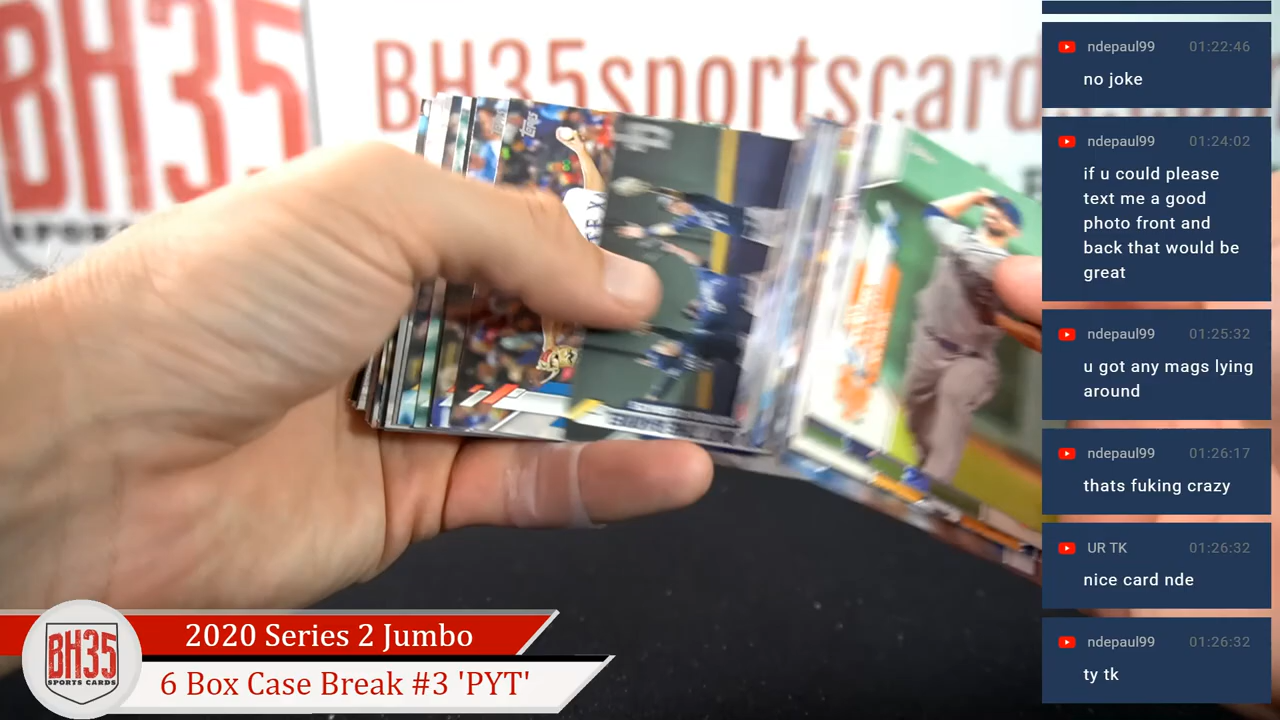 BH35
SPORTS
BH35sportscard
ndepaul99 01:22:46
no joke
ndepaul99 01:24:02
if u could please
text me a good
photo front and
back that would be
great
ndepaul99 01:25:32
u got any mags lying
around
ndepaul99 01:26:17
thats fuking crazy
UR TK 01:26:32
nice card nde
ndepaul99 01:26:32
ty tk
BH35
SPORTS CARDS
2020 Series 2 Jumbo
6 Box Case Break #3 'PYT'